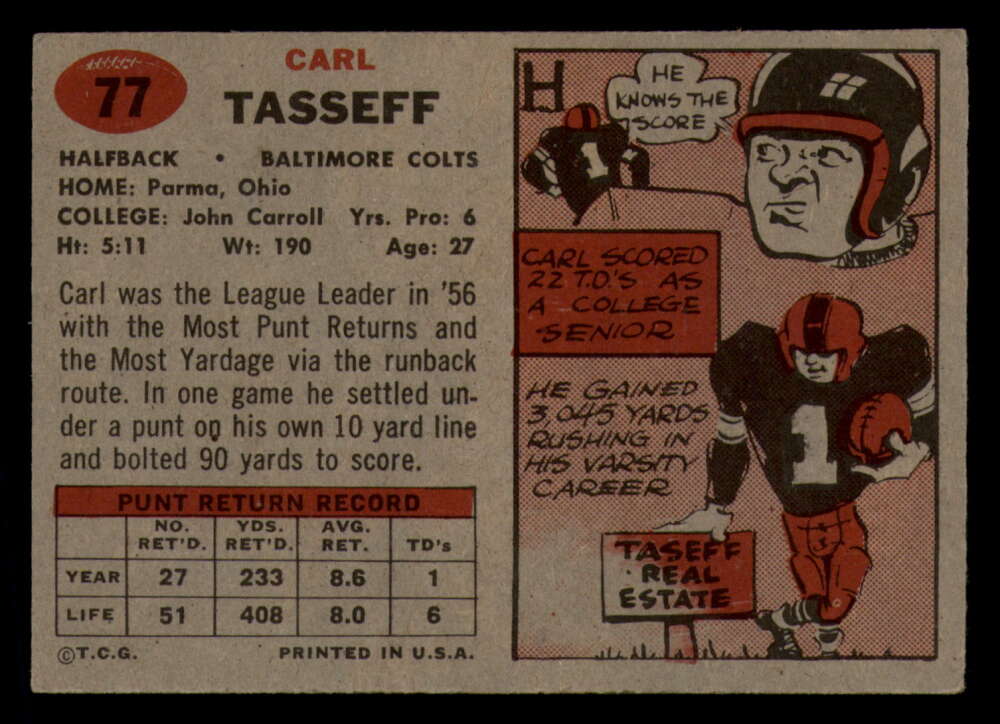 77
CARL
TASSEFF
HALFBACK • BALTIMORE COLTS
HOME: Parma, Ohio
COLLEGE: John Carroll Yrs. Pro: 6
Ht: 5:11 Wt: 190 Age: 27
Carl was the League Leader in '56
with the Most Punt Returns and
the Most Yardage via the runback
route. In one game he settled un-
der a punt on his own 10 yard line
and bolted 90 yards to score.
PUNT RETURN RECORD
NO. RET'D. YDS. RET'D. AVG. RET. TD's
YEAR 27 233 8.6 1
LIFE 51 408 8.0 6
©T.C.G. PRINTED IN U.S.A.
H
HE
KNOWS THE
SCORE
1
CARL SCORED
22 T.D.'S AS
A COLLEGE
SENIOR
HE GAINED
3,045 YARDS
RUSHING IN
HIS VARSITY
CAREER
1
TASEFF
REAL
ESTATE